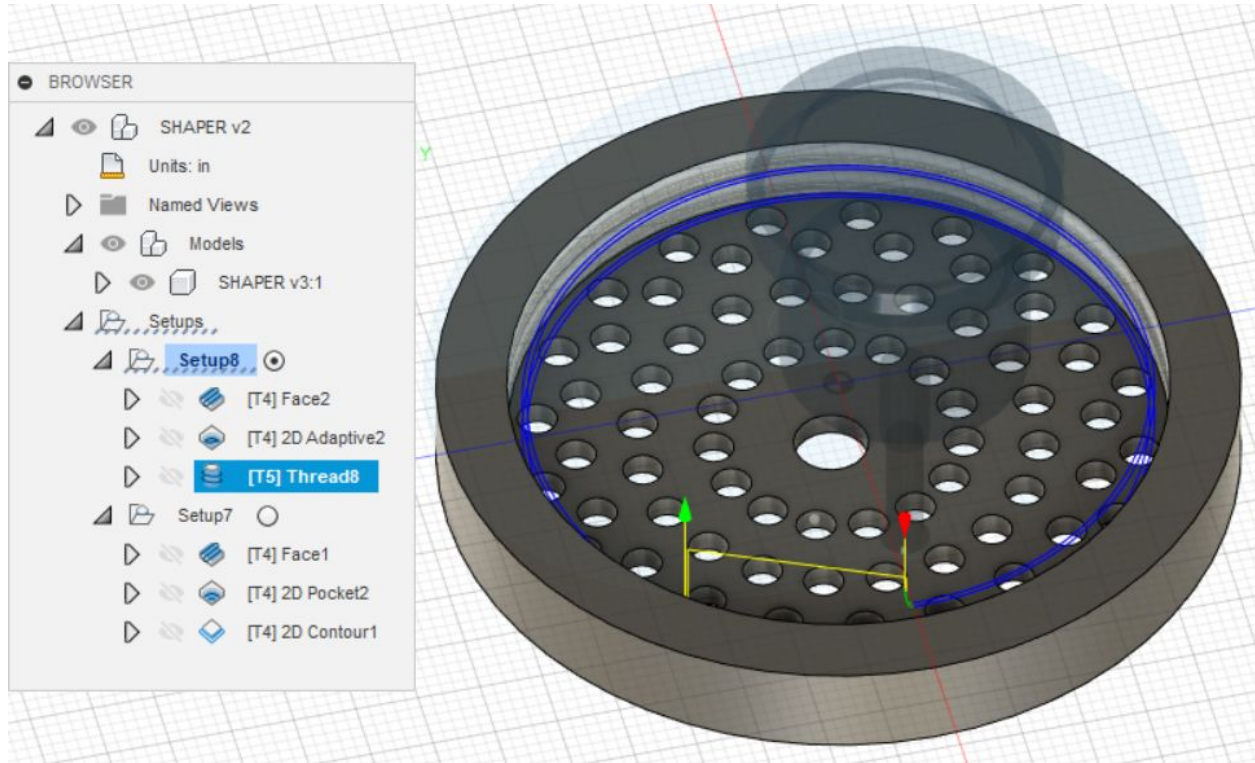 BROWSER
SHAPER v2
Units: in
Named Views
Models
SHAPER v3:1
Setups
Setup8
[T4] Face2
[T4] 2D Adaptive2
[T5] Thread8
Setup7
[T4] Face1
[T4] 2D Pocket2
[T4] 2D Contour1
Y